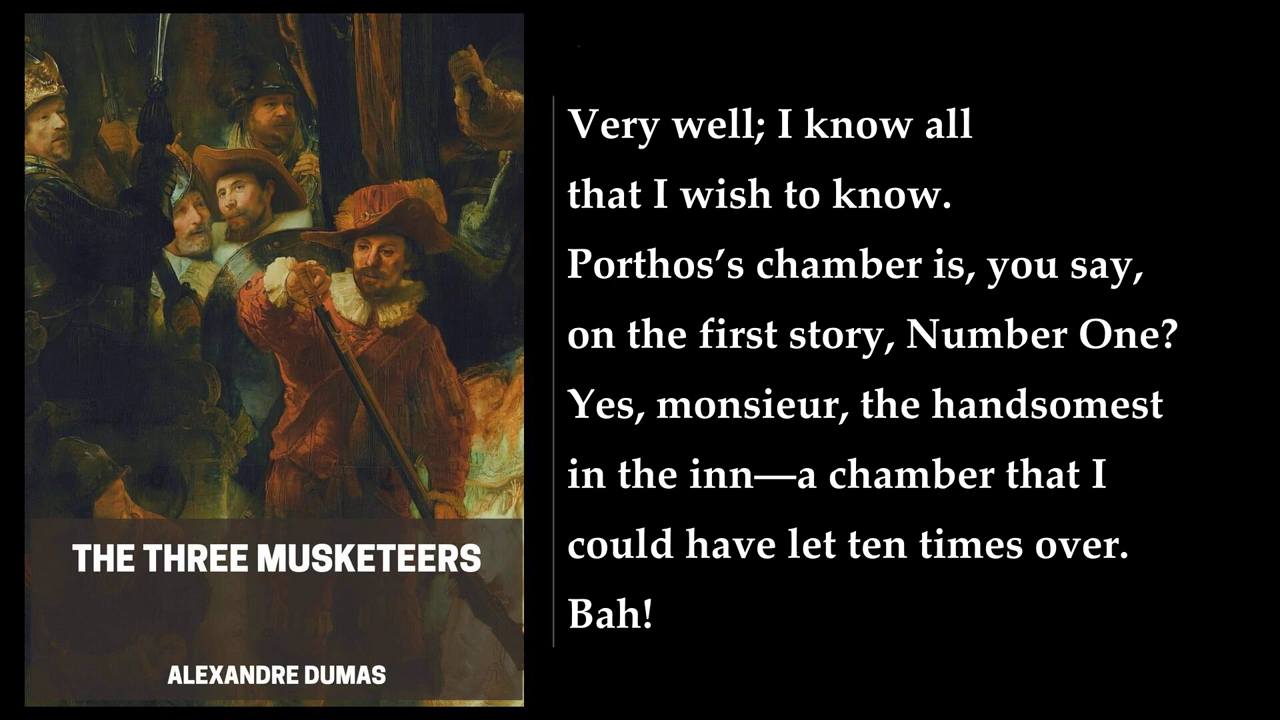 THE THREE MUSKETEERS
ALEXANDRE DUMAS
Very well; I know all
that I wish to know.
Porthos’s chamber is, you say,
on the first story, Number One?
Yes, monsieur, the handsomest
in the inn—a chamber that I
could have let ten times over.
Bah!